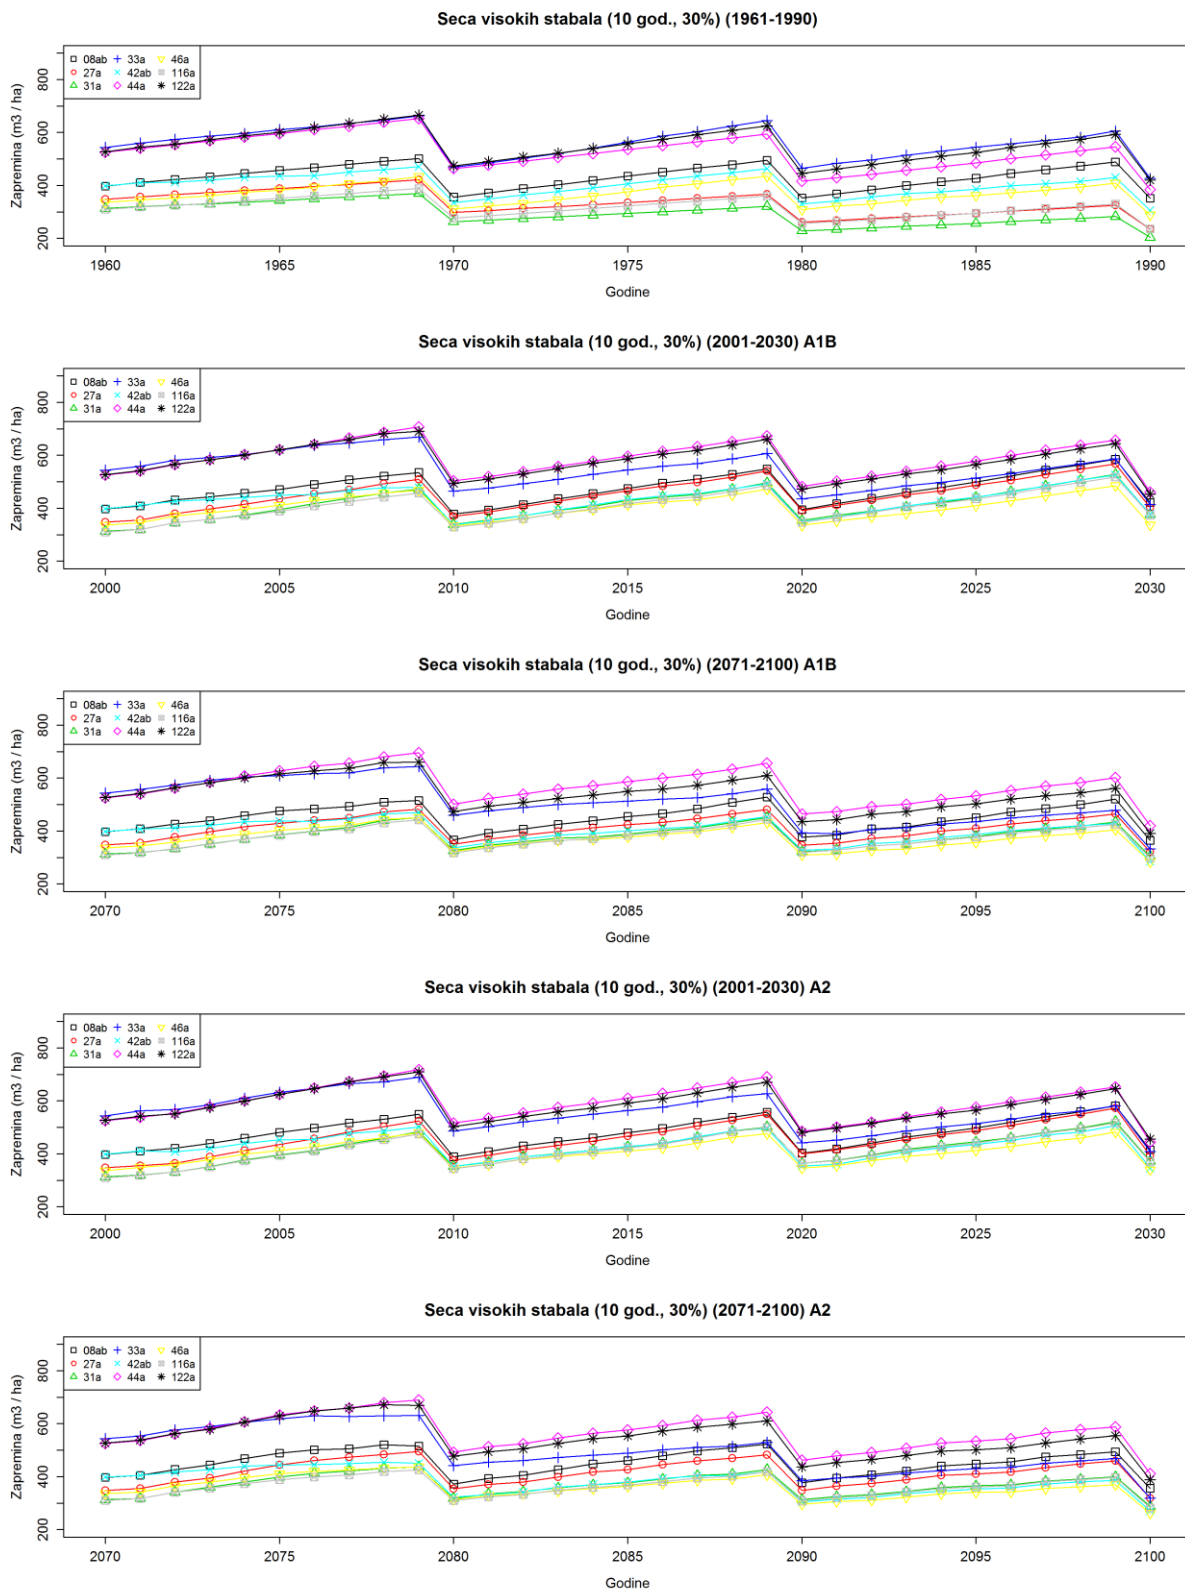 Seca visokih stabala (10 god., 30%) (1961-1990)
08ab 33a 46a
27a 42ab 116a
31a 44a 122a
Zapremina (m3 / ha)
200 400 600 800
1960 1965 1970 1975 1980 1985 1990
Godine
Seca visokih stabala (10 god., 30%) (2001-2030) A1B
08ab 33a 46a
27a 42ab 116a
31a 44a 122a
Zapremina (m3 / ha)
200 400 600 800
2000 2005 2010 2015 2020 2025 2030
Godine
Seca visokih stabala (10 god., 30%) (2071-2100) A1B
08ab 33a 46a
27a 42ab 116a
31a 44a 122a
Zapremina (m3 / ha)
200 400 600 800
2070 2075 2080 2085 2090 2095 2100
Godine
Seca visokih stabala (10 god., 30%) (2001-2030) A2
08ab 33a 46a
27a 42ab 116a
31a 44a 122a
Zapremina (m3 / ha)
200 400 600 800
2000 2005 2010 2015 2020 2025 2030
Godine
Seca visokih stabala (10 god., 30%) (2071-2100) A2
08ab 33a 46a
27a 42ab 116a
31a 44a 122a
Zapremina (m3 / ha)
200 400 600 800
2070 2075 2080 2085 2090 2095 2100
Godine